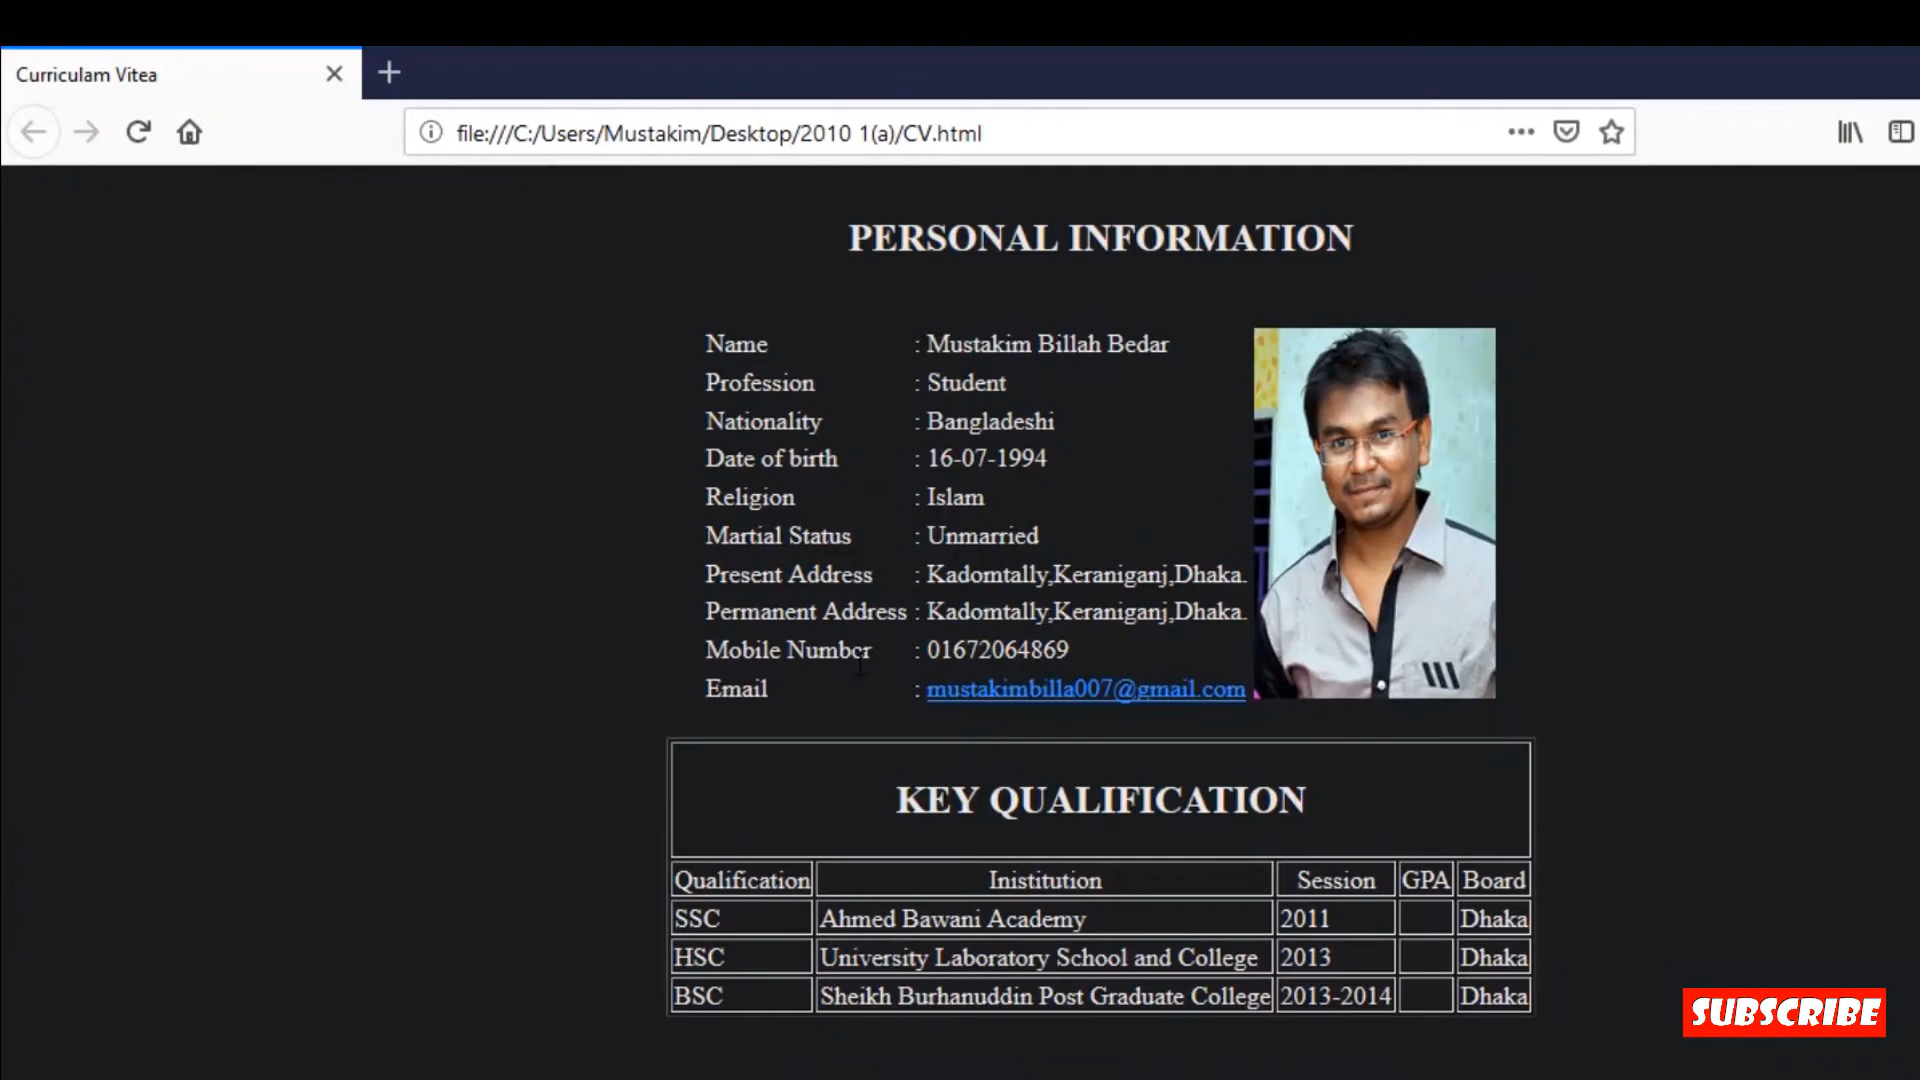 Curriculam Vitea
file:///C:/Users/Mustakim/Desktop/2010 1(a)/CV.html
PERSONAL INFORMATION
Name : Mustakim Billah Bedar
Profession : Student
Nationality : Bangladeshi
Date of birth : 16-07-1994
Religion : Islam
Martial Status : Unmarried
Present Address : Kadomtally,Keraniganj,Dhaka.
Permanent Address : Kadomtally,Keraniganj,Dhaka.
Mobile Number : 01672064869
Email : mustakimbilla007@gmail.com
KEY QUALIFICATION
Qualification Inistitution Session GPA Board
SSC Ahmed Bawani Academy 2011 Dhaka
HSC University Laboratory School and College 2013 Dhaka
BSC Sheikh Burhanuddin Post Graduate College 2013-2014 Dhaka
SUBSCRIBE